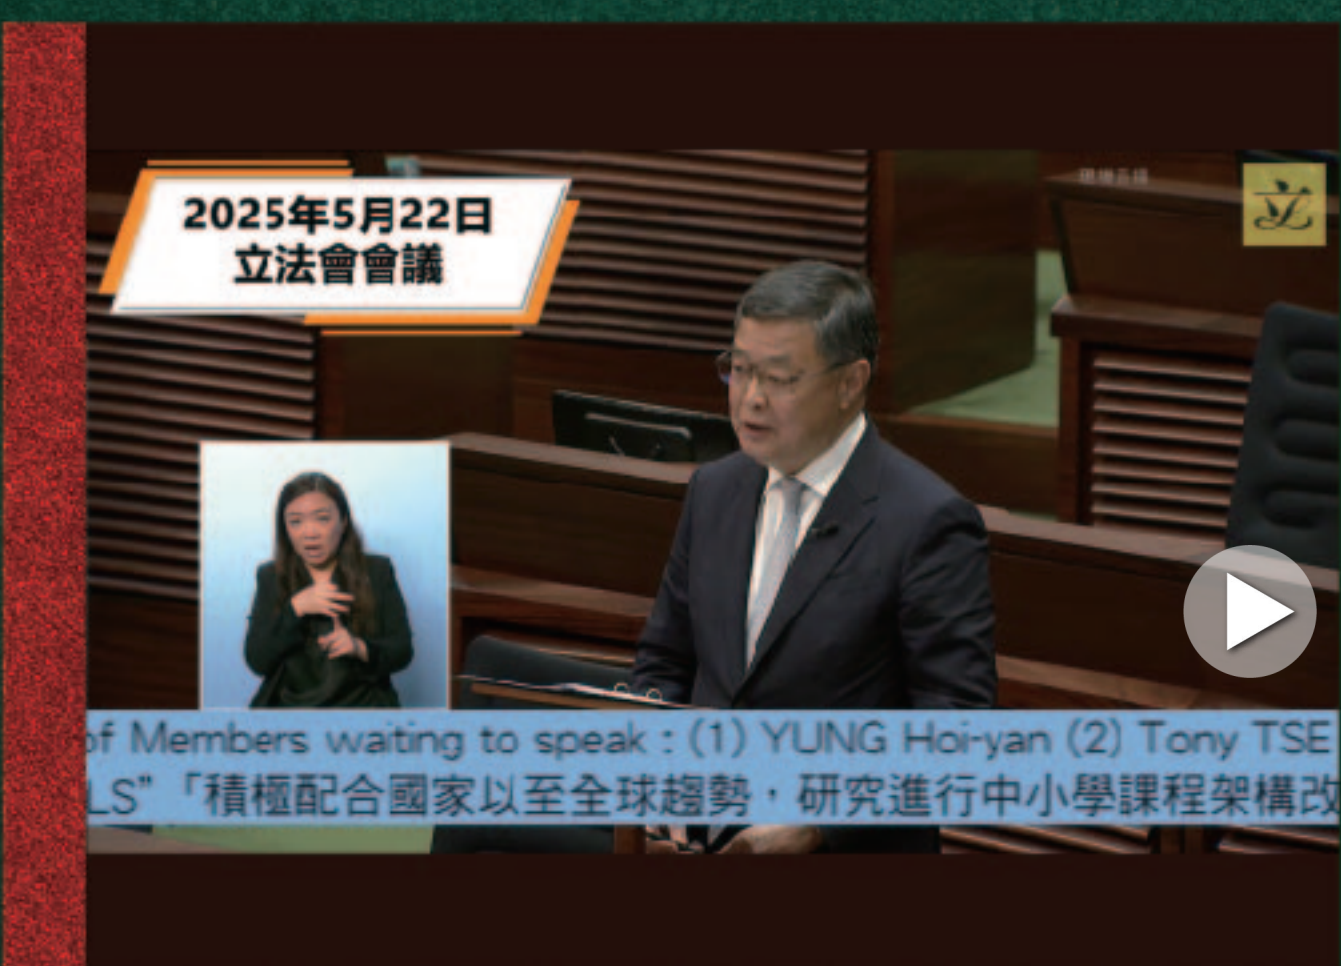 2025年5月22日
立法會會議
立
of Members waiting to speak : (1) YUNG Hoi-yan (2) Tony TSE
LS” 「積極配合國家以至全球趨勢，研究進行中小學課程架構改